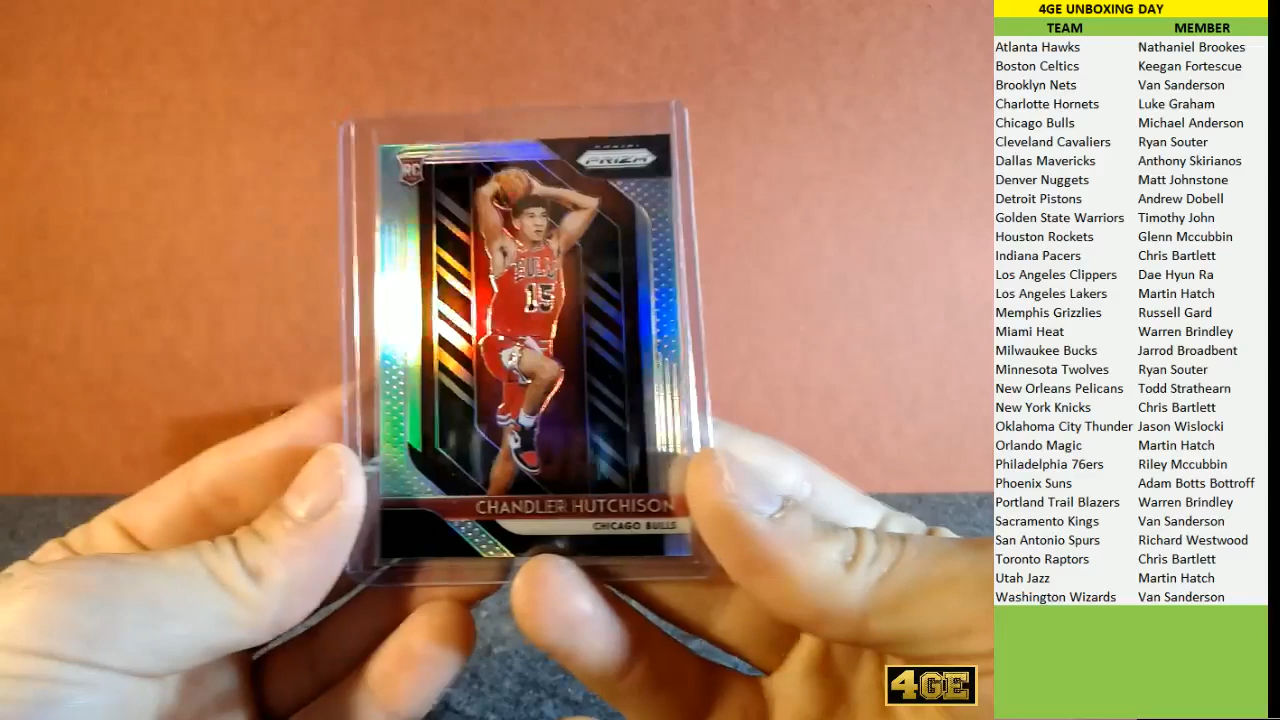 RC
PANINI
PRIZM
BULLS
15
CHANDLER HUTCHISON
CHICAGO BULLS
4GE
4GE UNBOXING DAY
TEAM MEMBER
Atlanta Hawks Nathaniel Brookes
Boston Celtics Keegan Fortescue
Brooklyn Nets Van Sanderson
Charlotte Hornets Luke Graham
Chicago Bulls Michael Anderson
Cleveland Cavaliers Ryan Souter
Dallas Mavericks Anthony Skirianos
Denver Nuggets Matt Johnstone
Detroit Pistons Andrew Dobell
Golden State Warriors Timothy John
Houston Rockets Glenn Mccubbin
Indiana Pacers Chris Bartlett
Los Angeles Clippers Dae Hyun Ra
Los Angeles Lakers Martin Hatch
Memphis Grizzlies Russell Gard
Miami Heat Warren Brindley
Milwaukee Bucks Jarrod Broadbent
Minnesota Twolves Ryan Souter
New Orleans Pelicans Todd Strathearn
New York Knicks Chris Bartlett
Oklahoma City Thunder Jason Wislocki
Orlando Magic Martin Hatch
Philadelphia 76ers Riley Mccubbin
Phoenix Suns Adam Botts Bottroff
Portland Trail Blazers Warren Brindley
Sacramento Kings Van Sanderson
San Antonio Spurs Richard Westwood
Toronto Raptors Chris Bartlett
Utah Jazz Martin Hatch
Washington Wizards Van Sanderson